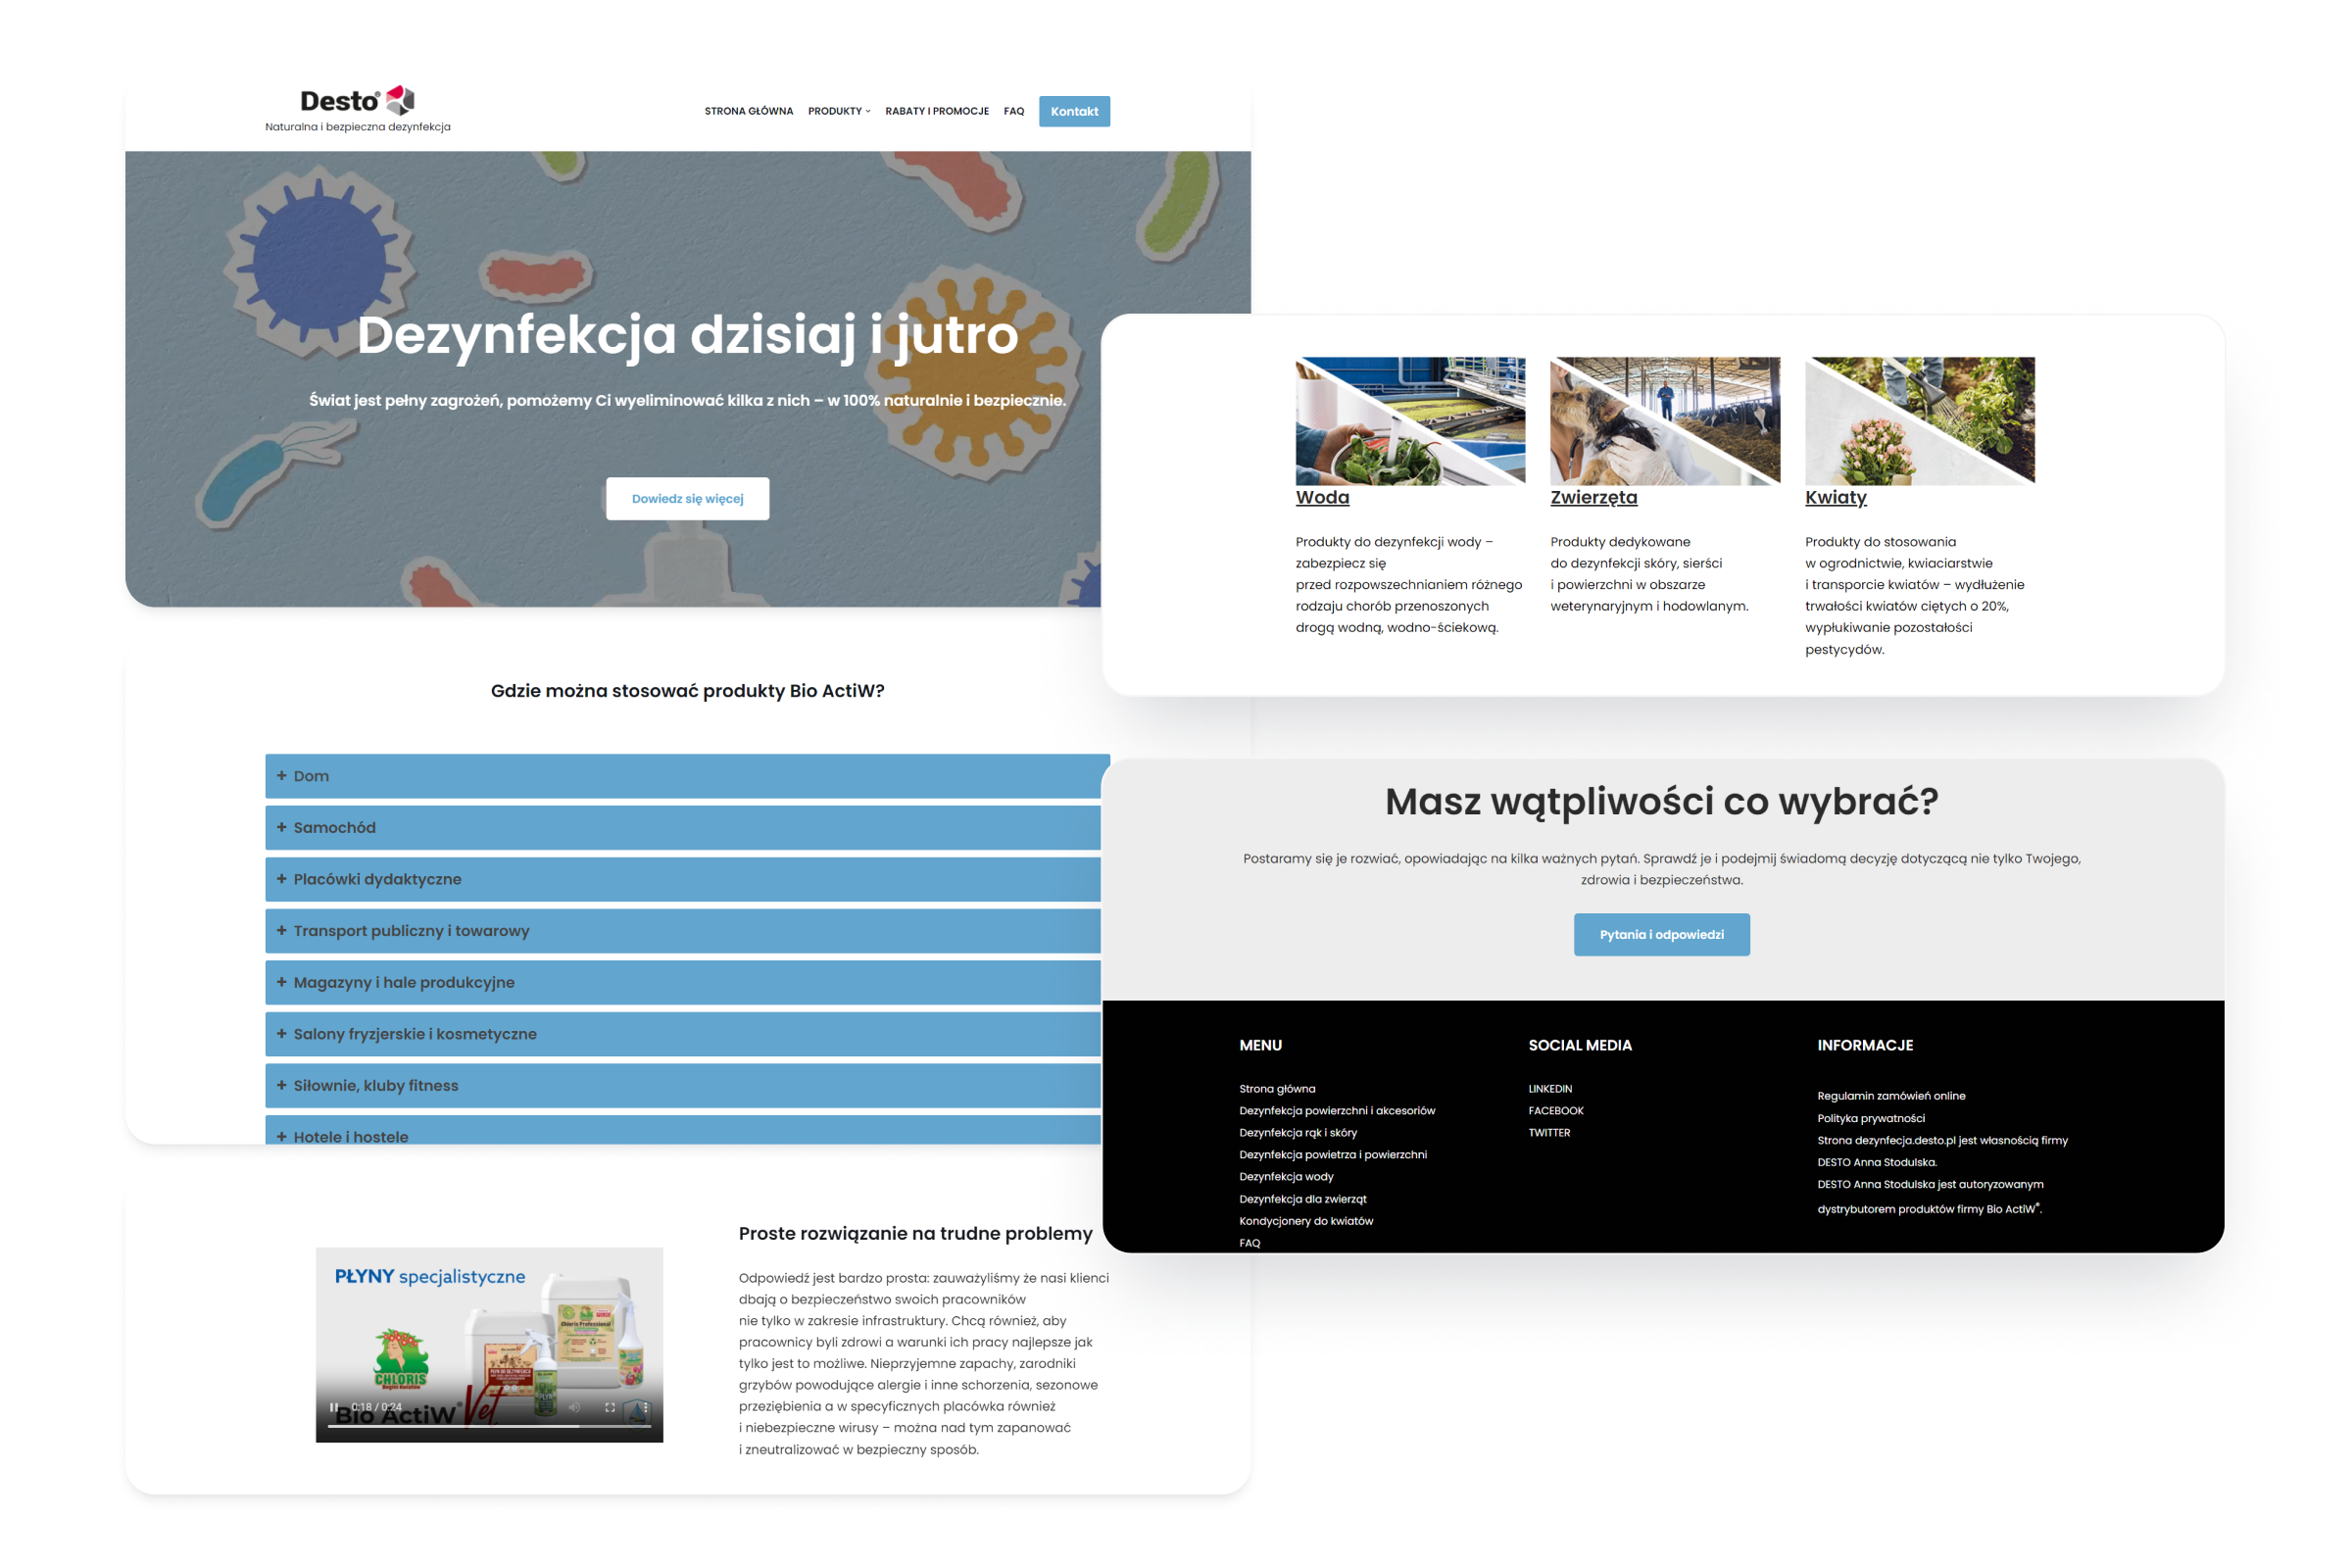 Desto®
Naturalna i bezpieczna dezynfekcja
STRONA GŁÓWNA PRODUKTY RABATY I PROMOCJE FAQ Kontakt
Dezynfekcja dzisiaj i jutro
Świat jest pełny zagrożeń, pomożemy Ci wyeliminować kilka z nich – w 100% naturalnie i bezpiecznie.
Dowiedz się więcej
Gdzie można stosować produkty Bio ActiW?
+ Dom
+ Samochód
+ Placówki dydaktyczne
+ Transport publiczny i towarowy
+ Magazyny i hale produkcyjne
+ Salony fryzjerskie i kosmetyczne
+ Siłownie, kluby fitness
+ Hotele i hostele
PŁYNY specjalistyczne
Chloris Professional
CHLORIS
Bogini Kwiatów
Bio ActiW® Vet
0:18 / 0:24
Proste rozwiązanie na trudne problemy
Odpowiedź jest bardzo prosta: zauważyliśmy że nasi klienci
dbają o bezpieczeństwo swoich pracowników
nie tylko w zakresie infrastruktury. Chcą również, aby
pracownicy byli zdrowi a warunki ich pracy najlepsze jak
tylko jest to możliwe. Nieprzyjemne zapachy, zarodniki
grzybów powodujące alergie i inne schorzenia, sezonowe
przeziębienia a w specyficznych placówka również
i niebezpieczne wirusy – można nad tym zapanować
i zneutralizować w bezpieczny sposób.
Woda
Produkty do dezynfekcji wody –
zabezpiecz się
przed rozpowszechnianiem różnego
rodzaju chorób przenoszonych
drogą wodną, wodno-ściekową.
Zwierzęta
Produkty dedykowane
do dezynfekcji skóry, sierści
i powierzchni w obszarze
weterynaryjnym i hodowlanym.
Kwiaty
Produkty do stosowania
w ogrodnictwie, kwiaciarstwie
i transporcie kwiatów – wydłużenie
trwałości kwiatów ciętych o 20%,
wypłukiwanie pozostałości
pestycydów.
Masz wątpliwości co wybrać?
Postaramy się je rozwiać, opowiadając na kilka ważnych pytań. Sprawdź je i podejmij świadomą decyzję dotyczącą nie tylko Twojego,
zdrowia i bezpieczeństwa.
Pytania i odpowiedzi
MENU
Strona główna
Dezynfekcja powierzchni i akcesoriów
Dezynfekcja rąk i skóry
Dezynfekcja powietrza i powierzchni
Dezynfekcja wody
Dezynfekcja dla zwierząt
Kondycjonery do kwiatów
FAQ
SOCIAL MEDIA
LINKEDIN
FACEBOOK
TWITTER
INFORMACJE
Regulamin zamówień online
Polityka prywatności
Strona dezynfecja.desto.pl jest własnością firmy
DESTO Anna Stodulska.
DESTO Anna Stodulska jest autoryzowanym
dystrybutorem produktów firmy Bio ActiW®.